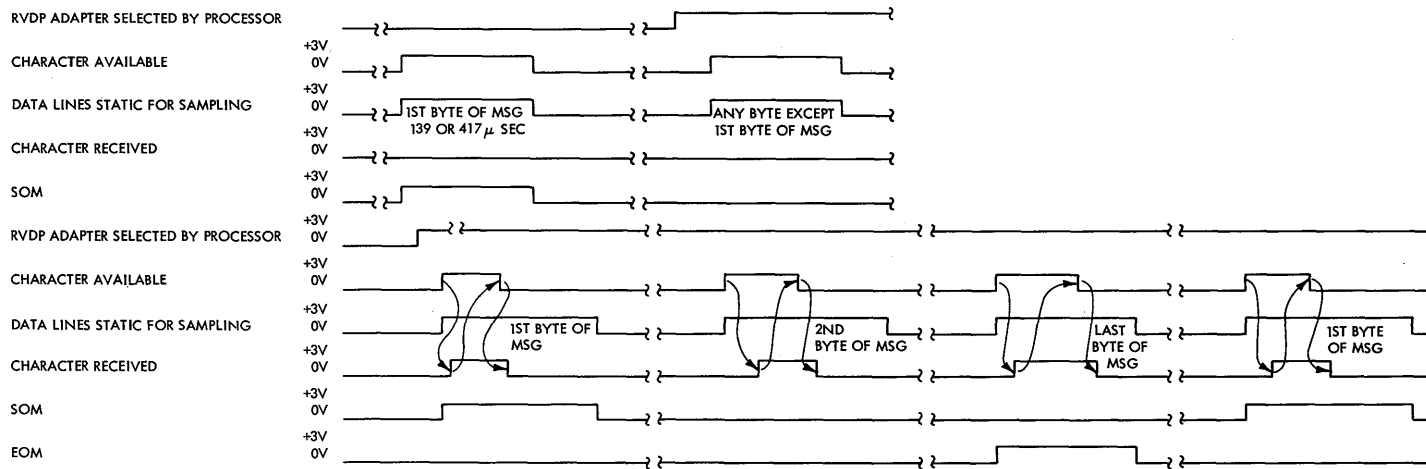 RVDP ADAPTER SELECTED BY PROCESSOR
+3V
CHARACTER AVAILABLE 0V
+3V
DATA LINES STATIC FOR SAMPLING 0V
1ST BYTE OF MSG
139 OR 417 μ SEC
ANY BYTE EXCEPT
1ST BYTE OF MSG
+3V
CHARACTER RECEIVED 0V
+3V
SOM 0V
+3V
RVDP ADAPTER SELECTED BY PROCESSOR 0V
+3V
CHARACTER AVAILABLE 0V
+3V
DATA LINES STATIC FOR SAMPLING 0V
1ST BYTE OF
MSG
2ND
BYTE OF MSG
LAST
BYTE OF
MSG
1ST BYTE
OF MSG
+3V
CHARACTER RECEIVED 0V
+3V
SOM 0V
+3V
EOM 0V